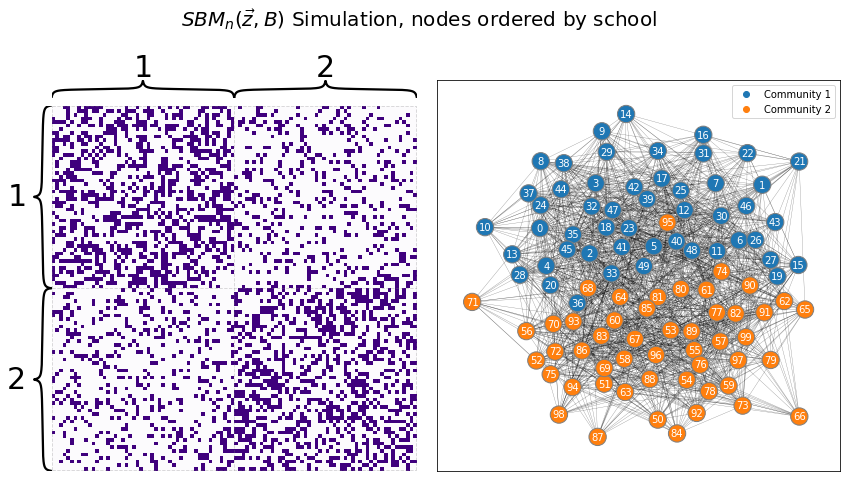 SBM_n(\vec{z}, B) Simulation, nodes ordered by school
1 2
1
2
Community 1
Community 2
14
9 16
29 34 31 22
8 38 21
17
3 42 25 7 1
37 44 39
24 32 47 12 46
95 30 43
10 0 35 18 23
40 6 26
45 2 41 5 48 11
13 27
4 33 49 15
28 74 19
20 68 90
36 64 81 80 61
71 85 62 65
70 93 60 77 82 91
56 83 67 53 89 57 99
72 86 55
52 58 96 76 97 79
75 69
94 51 63 88 54 78 59
98 50 92 73 66
87 84